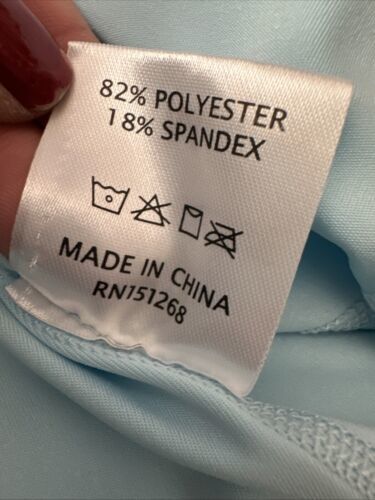 82% POLYESTER
18% SPANDEX
MADE IN CHINA
RN151268